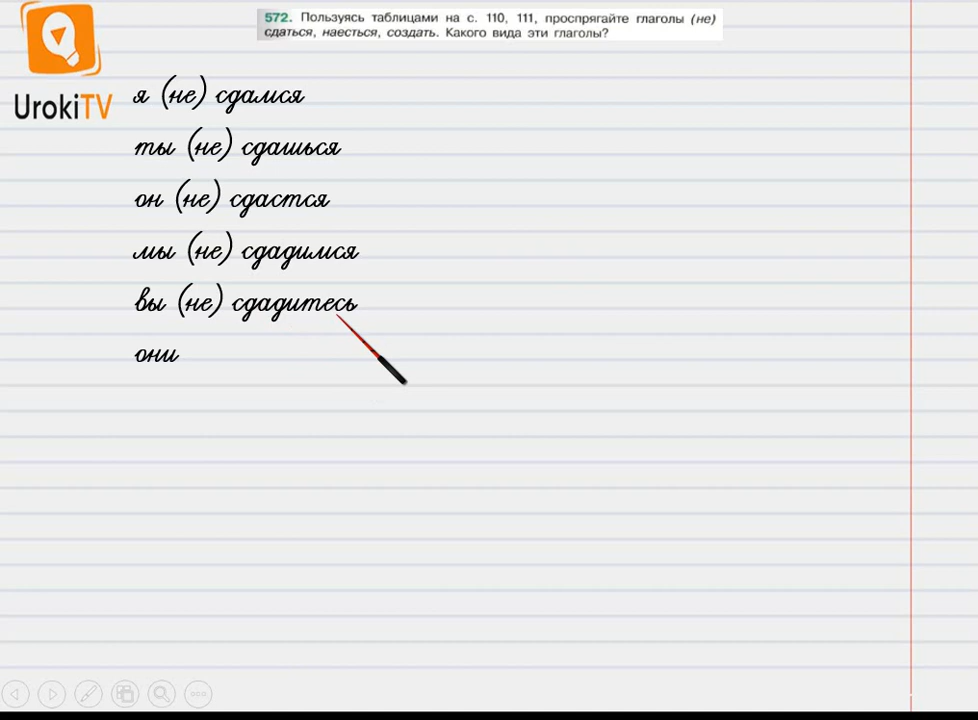 572. Пользуясь таблицами на с. 110, 111, проспрягайте глаголы (не)
сдаться, наесться, создать. Какого вида эти глаголы?
UrokiTV
я (не) сдамся
ты (не) сдашься
он (не) сдастся
мы (не) сдадимся
вы (не) сдадитесь
они